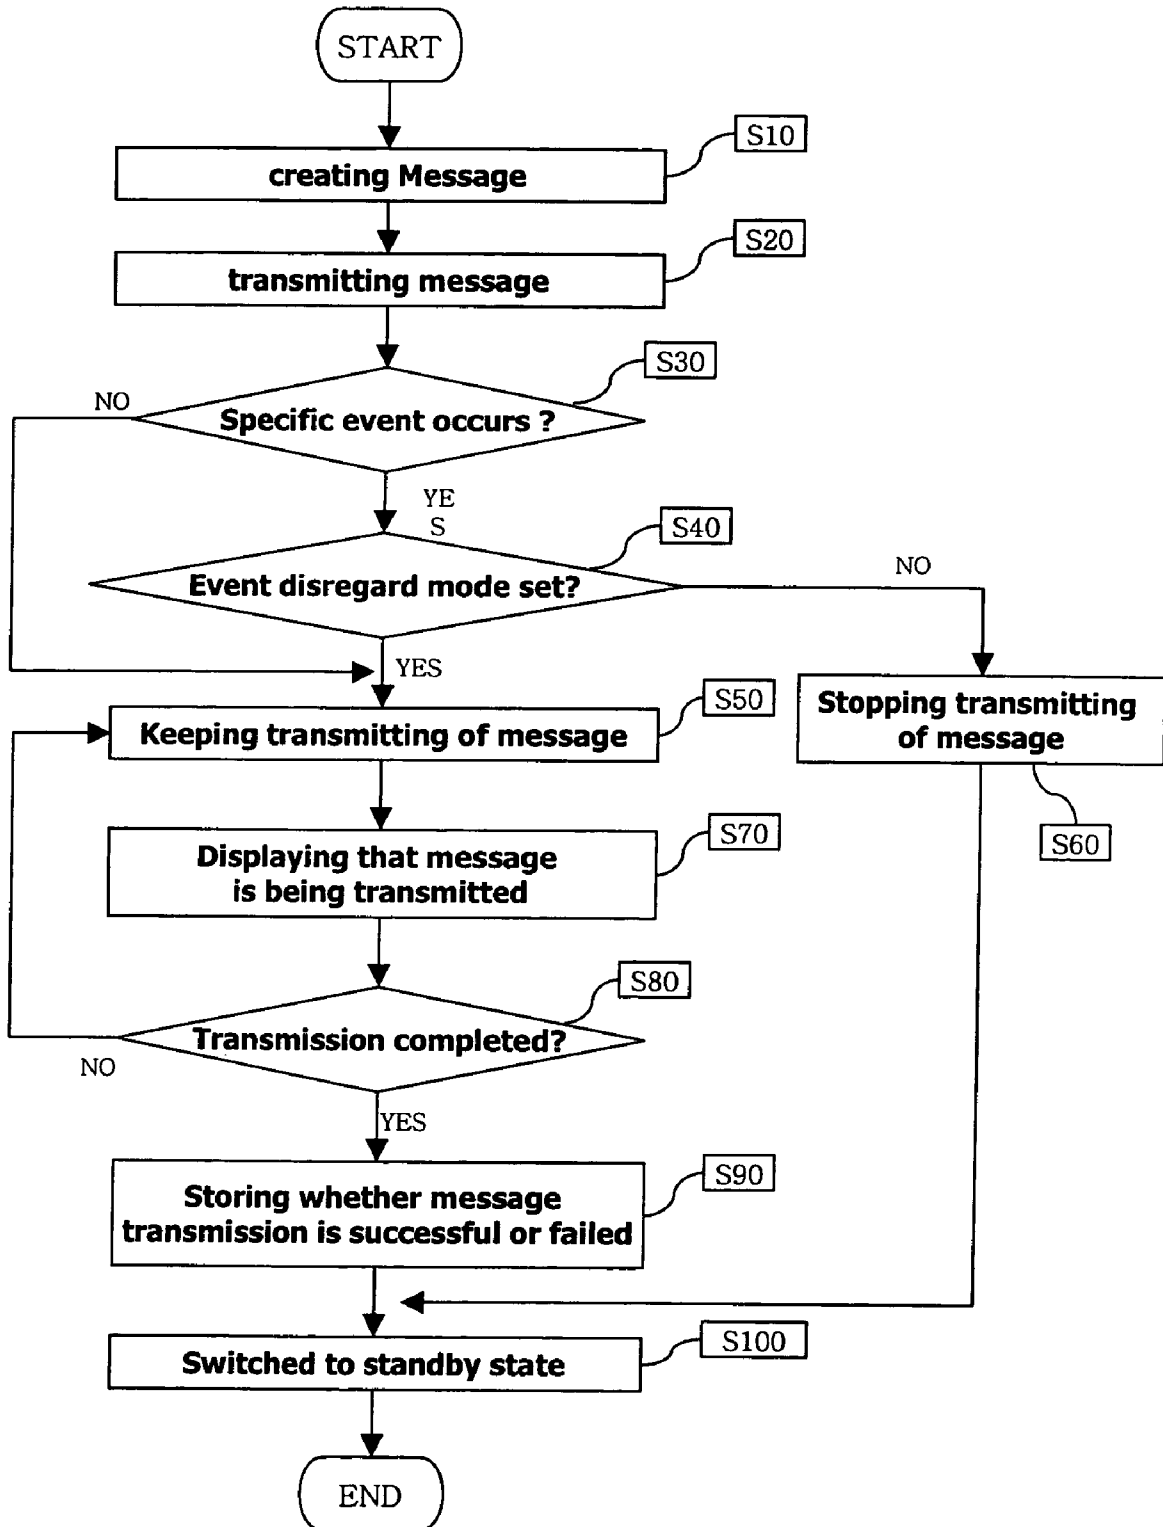 START
S10
creating Message
S20
transmitting message
S30
NO
Specific event occurs ?
YE
S
S40
Event disregard mode set?
NO
YES
S50
Keeping transmitting of message
Stopping transmitting
of message
S60
S70
Displaying that message
is being transmitted
S80
Transmission completed?
NO
YES
S90
Storing whether message
transmission is successful or failed
S100
Switched to standby state
END